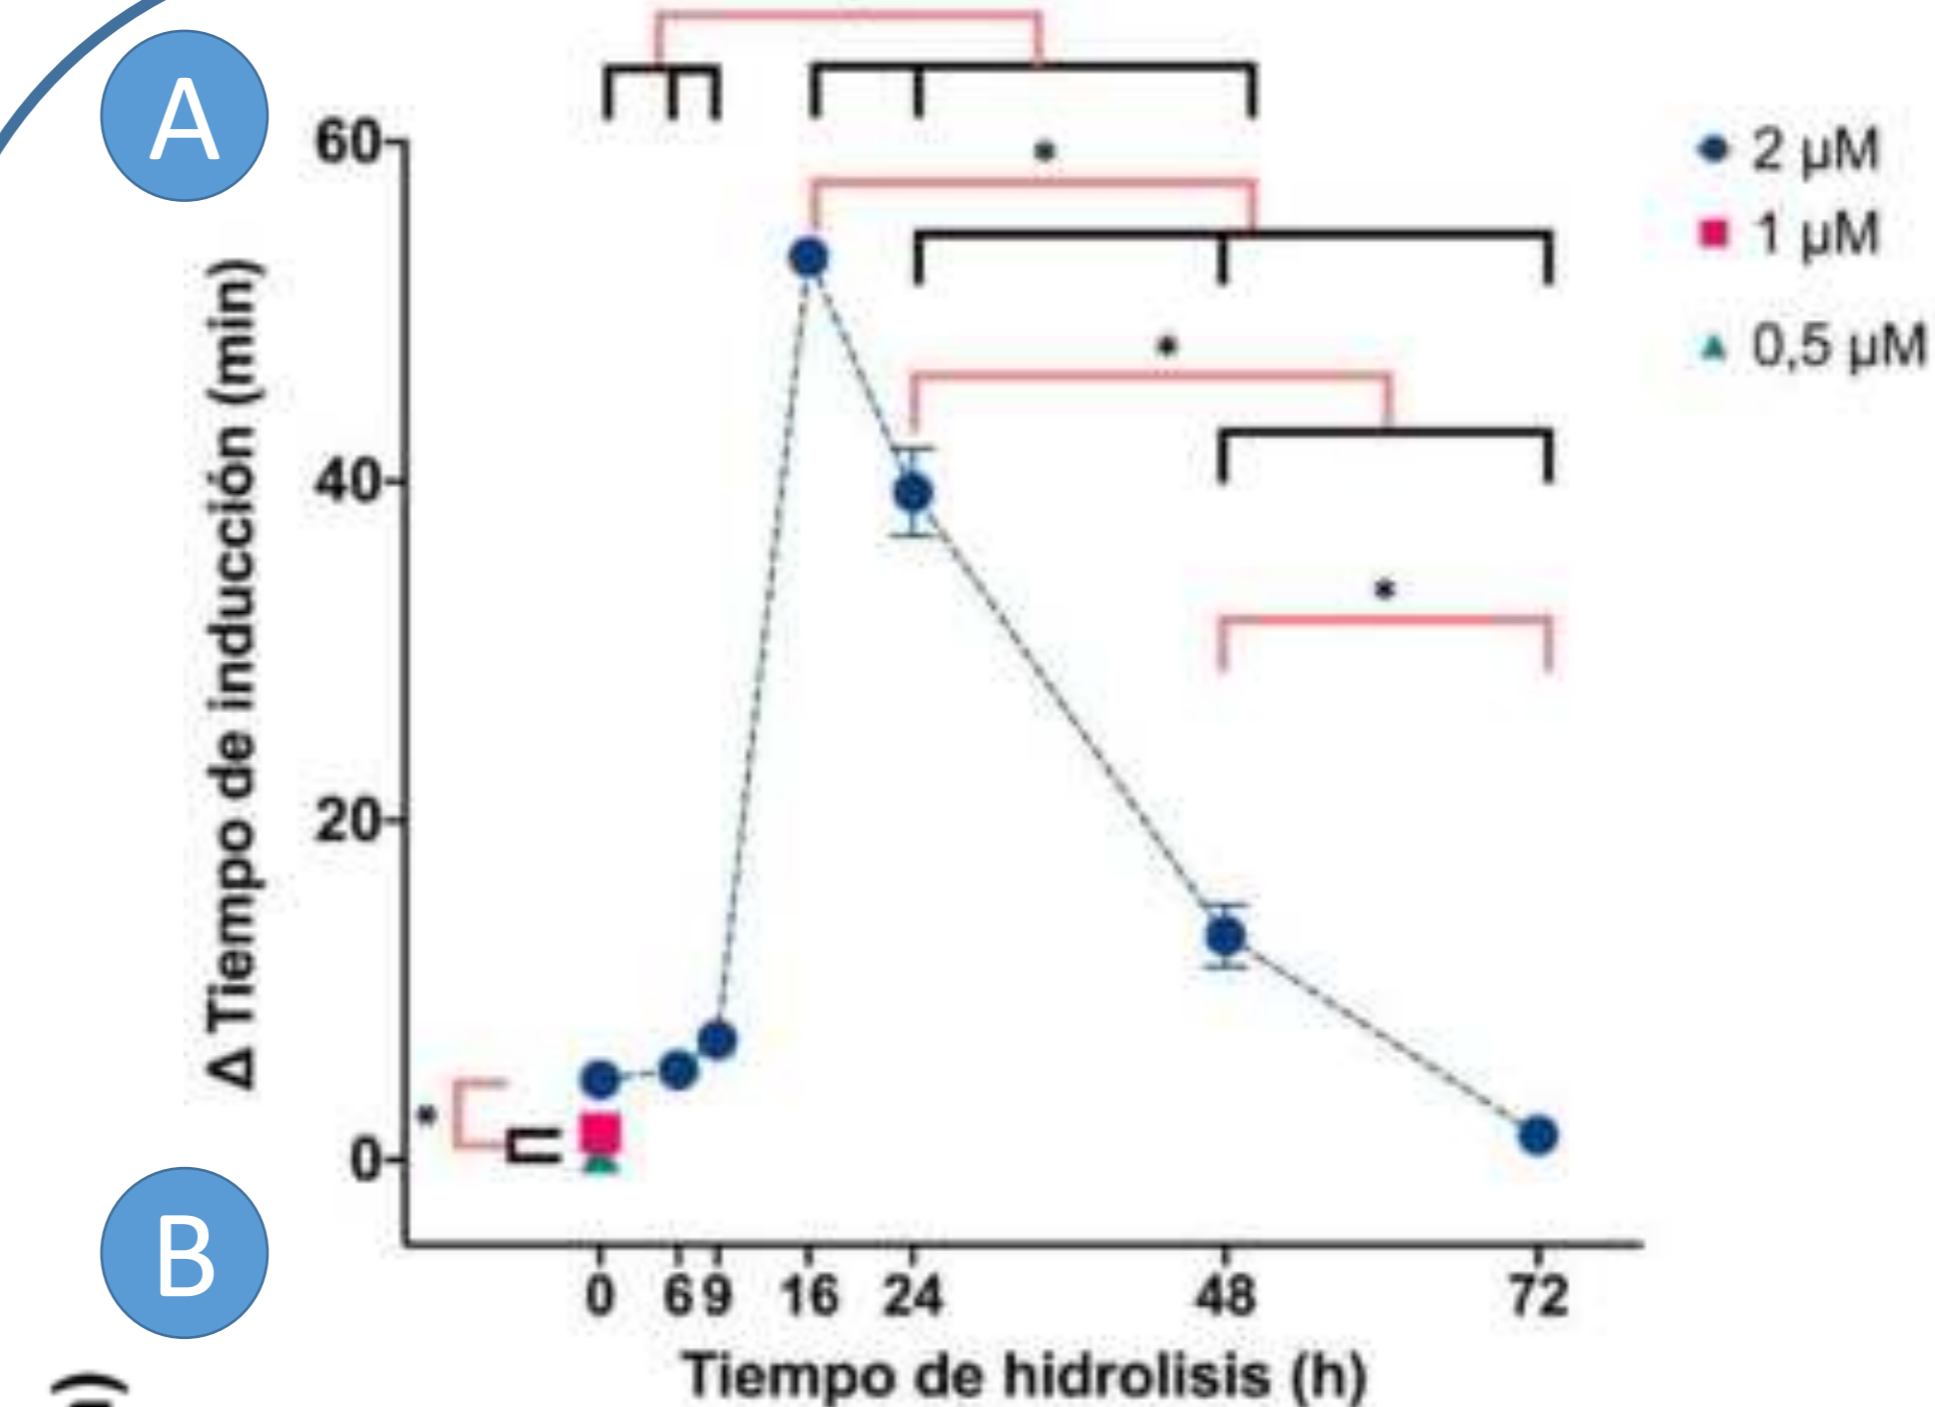 A
60
40
20
0
Δ Tiempo de inducción (min)
*
*
*
*
2 µM
1 µM
0,5 µM
0 6 9 16 24 48 72
Tiempo de hidrolisis (h)
B